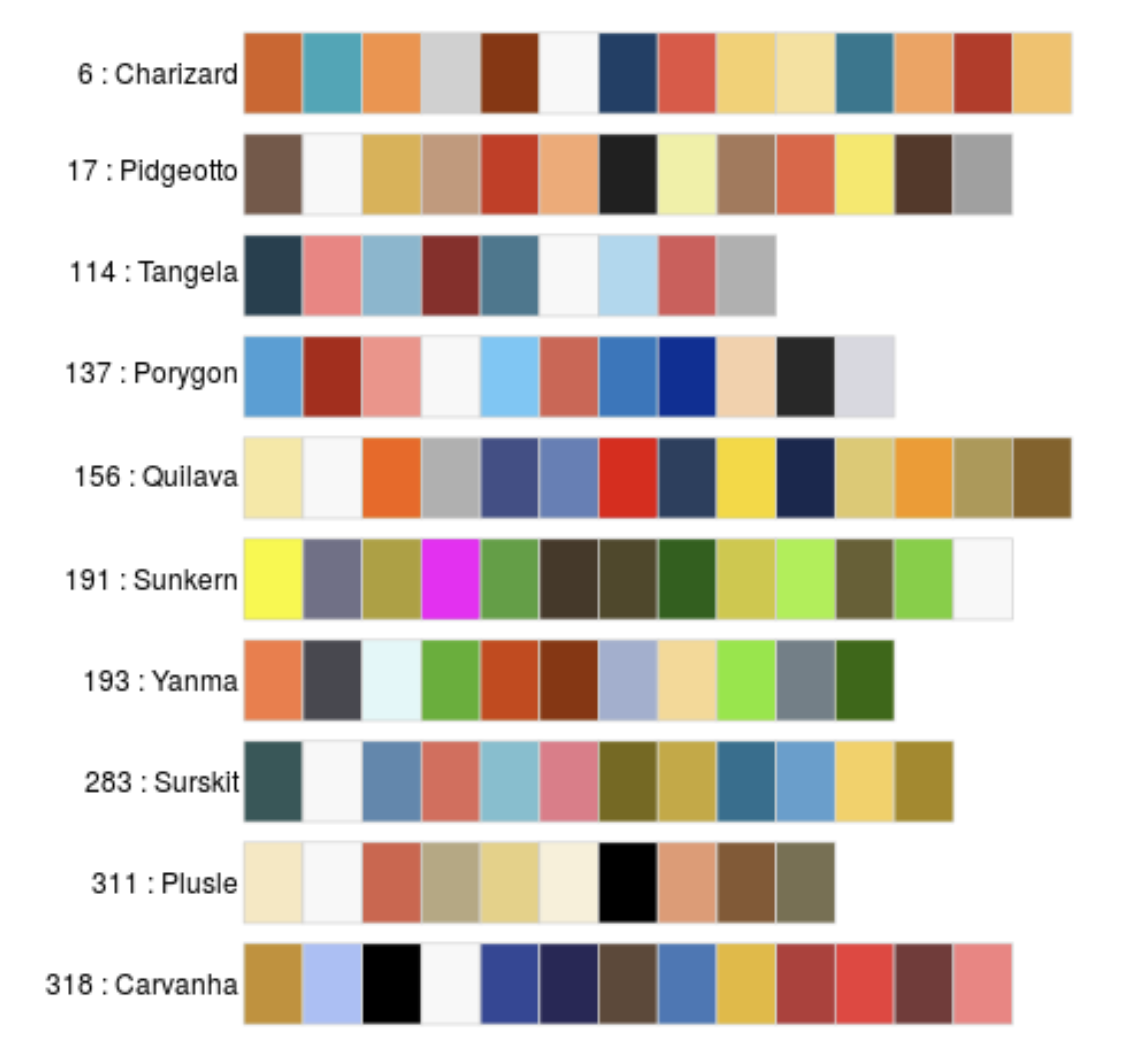 6 : Charizard
17 : Pidgeotto
114 : Tangela
137 : Porygon
156 : Quilava
191 : Sunkern
193 : Yanma
283 : Surskit
311 : Plusle
318 : Carvanha